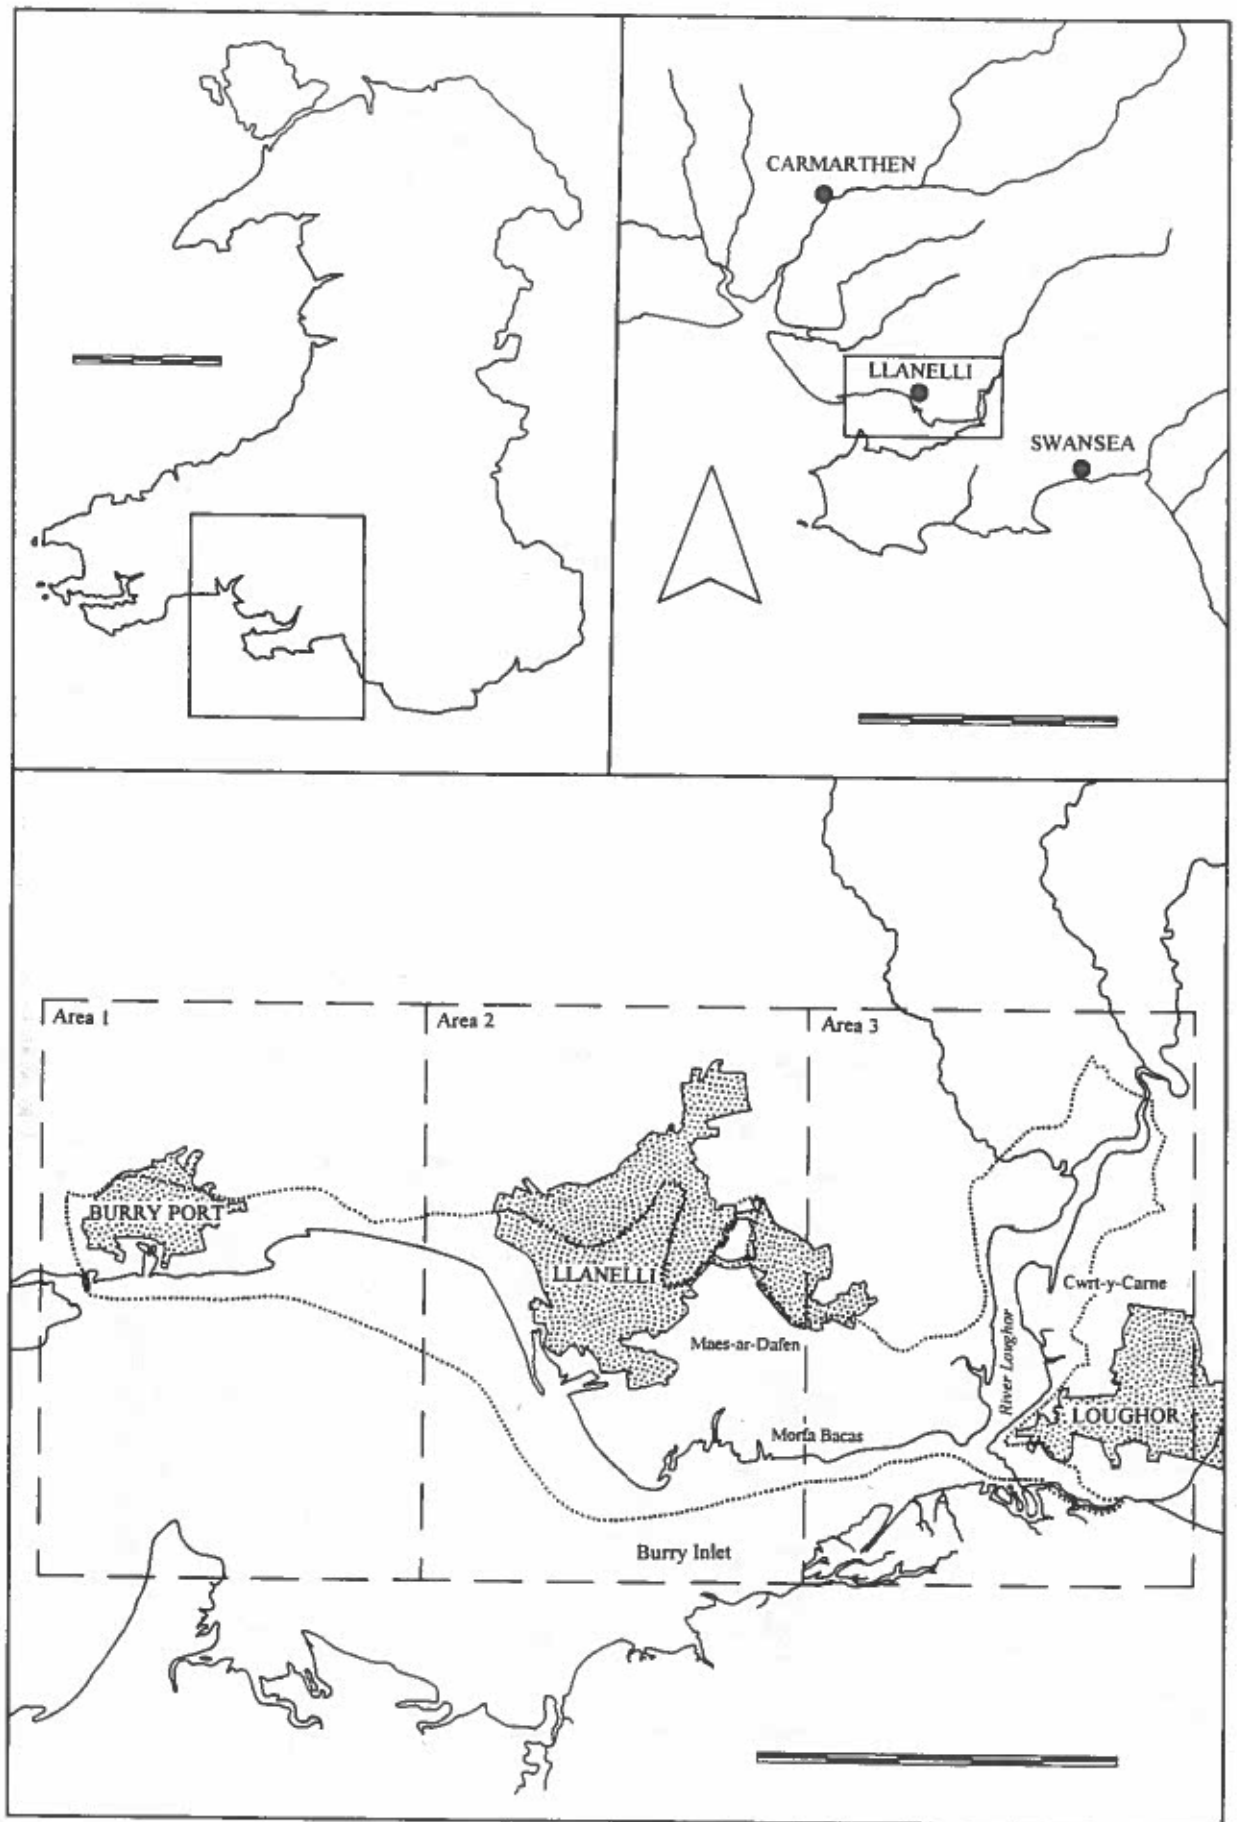 CARMARTHEN
LLANELLI
SWANSEA
Area 1
Area 2
Area 3
BURRY PORT
LLANELLI
Cwrt-y-Carne
Maes-ar-Dafen
River Loughor
LOUGHOR
Morfa Bacas
Burry Inlet